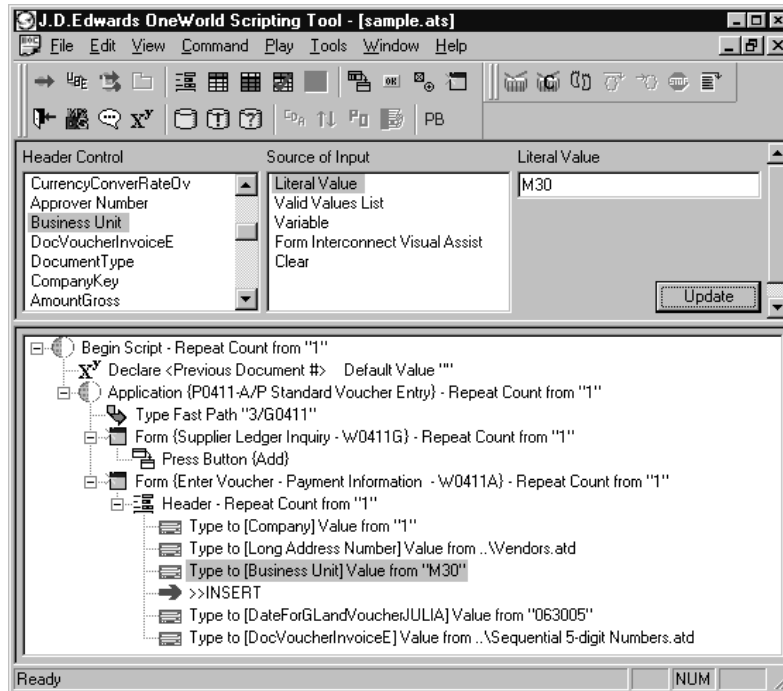 J.D.Edwards OneWorld Scripting Tool - [sample.ats]
File Edit View Command Play Tools Window Help
UBE OK
X^y PB
Header Control Source of Input Literal Value
CurrencyConverRateOv Literal Value M30
Approver Number Valid Values List
Business Unit Variable
DocVoucherInvoiceE Form Interconnect Visual Assist
DocumentType Clear
CompanyKey
AmountGross Update
Begin Script - Repeat Count from "1"
X^y Declare <Previous Document #> Default Value ""
Application {P0411-A/P Standard Voucher Entry} - Repeat Count from "1"
Type Fast Path "3/G0411"
Form {Supplier Ledger Inquiry - W0411G} - Repeat Count from "1"
Press Button {Add}
Form {Enter Voucher - Payment Information - W0411A} - Repeat Count from "1"
Header - Repeat Count from "1"
Type to [Company] Value from "1"
Type to [Long Address Number] Value from ..\Vendors.atd
Type to [Business Unit] Value from "M30"
>>INSERT
Type to [DateForGLandVoucherJULIA] Value from "063005"
Type to [DocVoucherInvoiceE] Value from ..\Sequential 5-digit Numbers.atd
Ready NUM